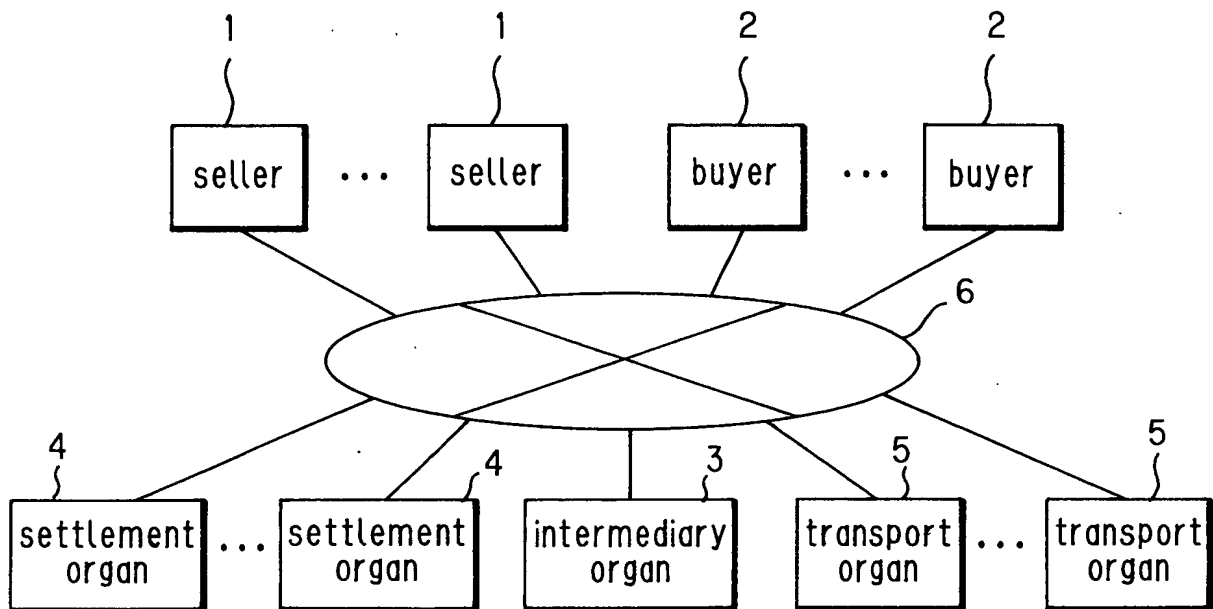 1 1 2 2
seller ... seller buyer ... buyer
6
4 4 3 5 5
settlement organ ... settlement organ intermediary organ transport organ ... transport organ